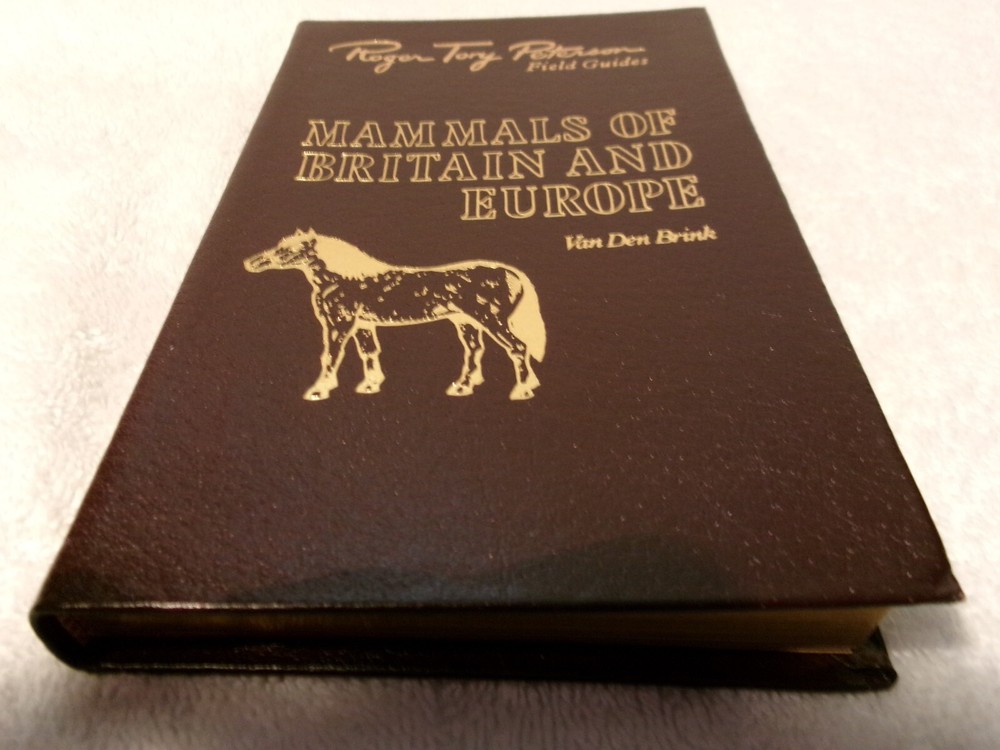 Roger Tory Peterson
Field Guides
MAMMALS OF
BRITAIN AND
EUROPE
Van Den Brink